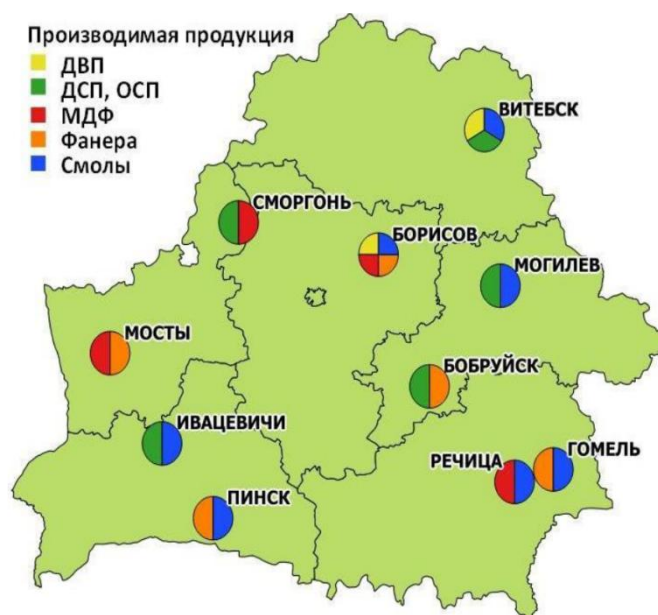 Производимая продукция
ДВП
ДСП, ОСП
МДФ
Фанера
Смолы
ВИТЕБСК
СМОРГОНЬ
БОРИСОВ
МОГИЛЕВ
МОСТЫ
БОБРУЙСК
ИВАЦЕВИЧИ
РЕЧИЦА
ГОМЕЛЬ
ПИНСК